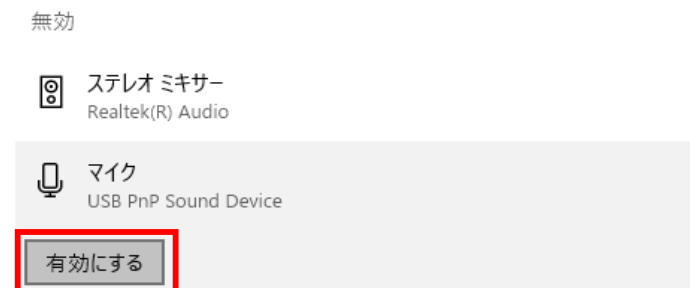 無効
ステレオ ミキサー
Realtek(R) Audio
マイク
USB PnP Sound Device
有効にする